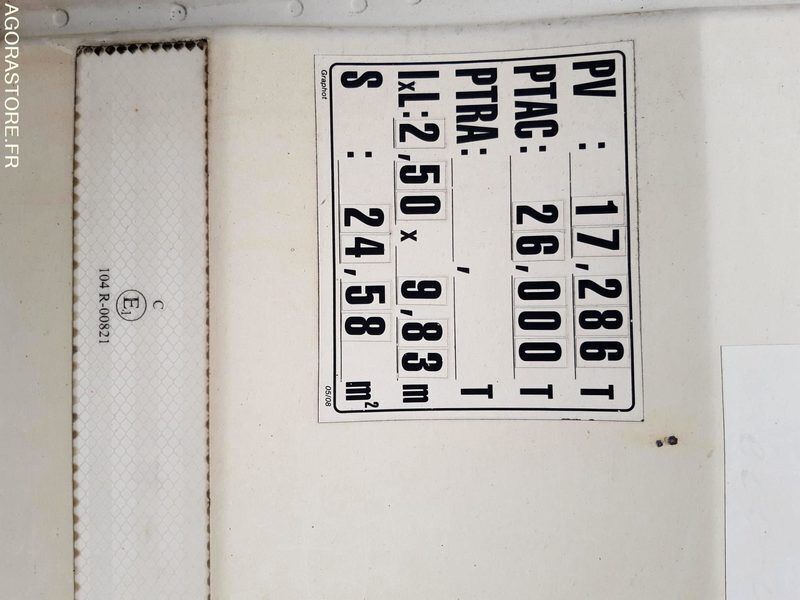 AGORASTORE.FR
PV : 17,286 T
PTAC: 26,000 T
PTRA: , T
lxL: 2,50 x 9,83 m
S : 24,58 m²
Graphot
05/08
C
E1
104 R-00821